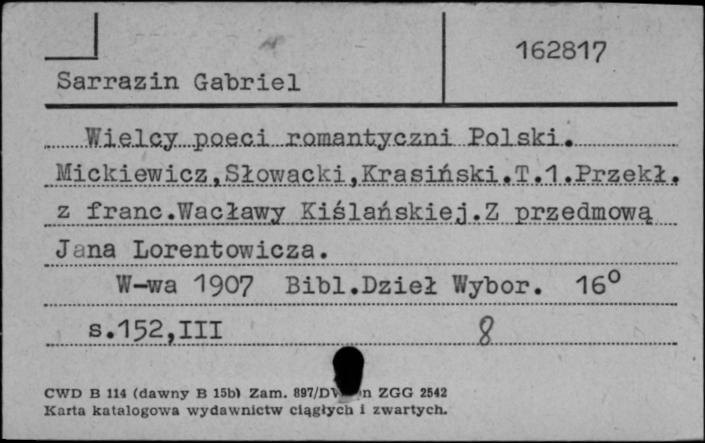 162817
Sarrazin Gabriel
Wielcy poeci romantyczni Polski.
Mickiewicz,Słowacki,Krasiński.T.1.Przekł.
z franc.Wacławy Kiślańskiej.Z przedmową
Jana Lorentowicza.
W-wa 1907 Bibl.Dzieł Wybor. 16°
s.152,III 8
CWD B 114 (dawny B 15b) Zam. ZGG 2542
Karta katalogowa wydawnictw ciągłych i zwartych.